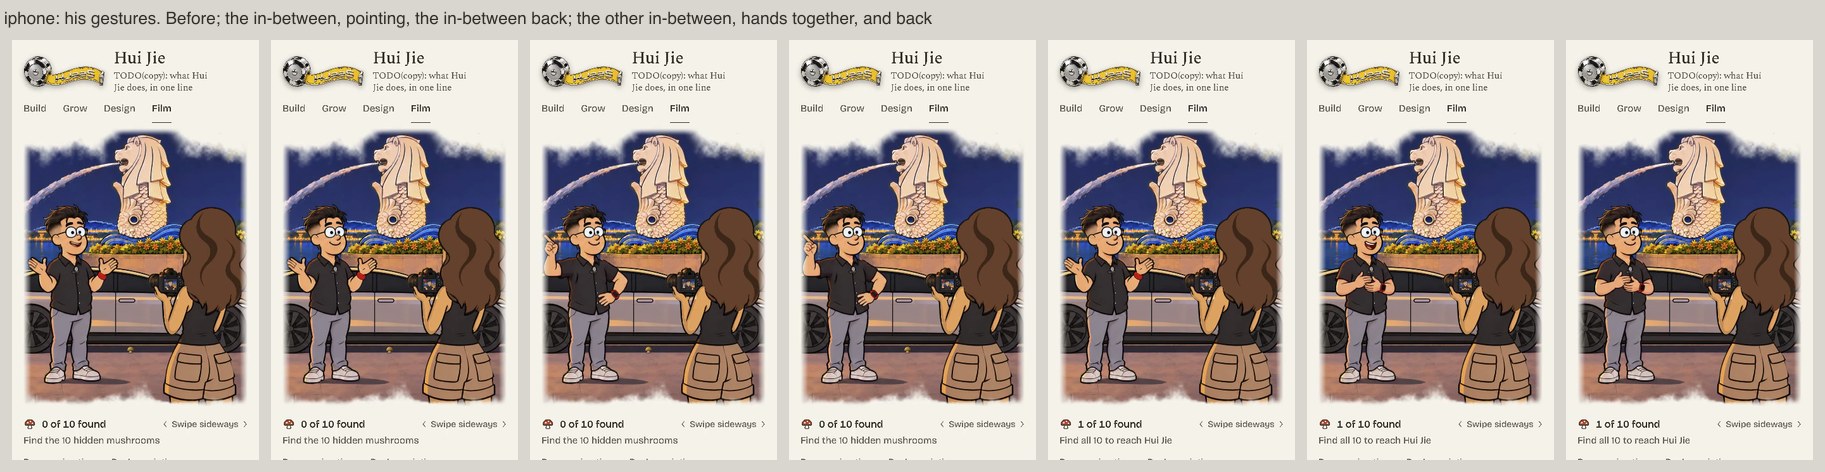 iphone: his gestures. Before; the in-between, pointing, the in-between back; the other in-between, hands together, and back
Hui Jie
TODO(copy): what Hui
Jie does, in one line
Build Grow Design Film
0 of 10 found
Swipe sideways
Find the 10 hidden mushrooms
Hui Jie
TODO(copy): what Hui
Jie does, in one line
Build Grow Design Film
0 of 10 found
Swipe sideways
Find the 10 hidden mushrooms
Hui Jie
TODO(copy): what Hui
Jie does, in one line
Build Grow Design Film
0 of 10 found
Swipe sideways
Find the 10 hidden mushrooms
Hui Jie
TODO(copy): what Hui
Jie does, in one line
Build Grow Design Film
0 of 10 found
Swipe sideways
Find the 10 hidden mushrooms
Hui Jie
TODO(copy): what Hui
Jie does, in one line
Build Grow Design Film
1 of 10 found
Swipe sideways
Find all 10 to reach Hui Jie
Hui Jie
TODO(copy): what Hui
Jie does, in one line
Build Grow Design Film
1 of 10 found
Swipe sideways
Find all 10 to reach Hui Jie
Hui Jie
TODO(copy): what Hui
Jie does, in one line
Build Grow Design Film
1 of 10 found
Swipe sideways
Find all 10 to reach Hui Jie